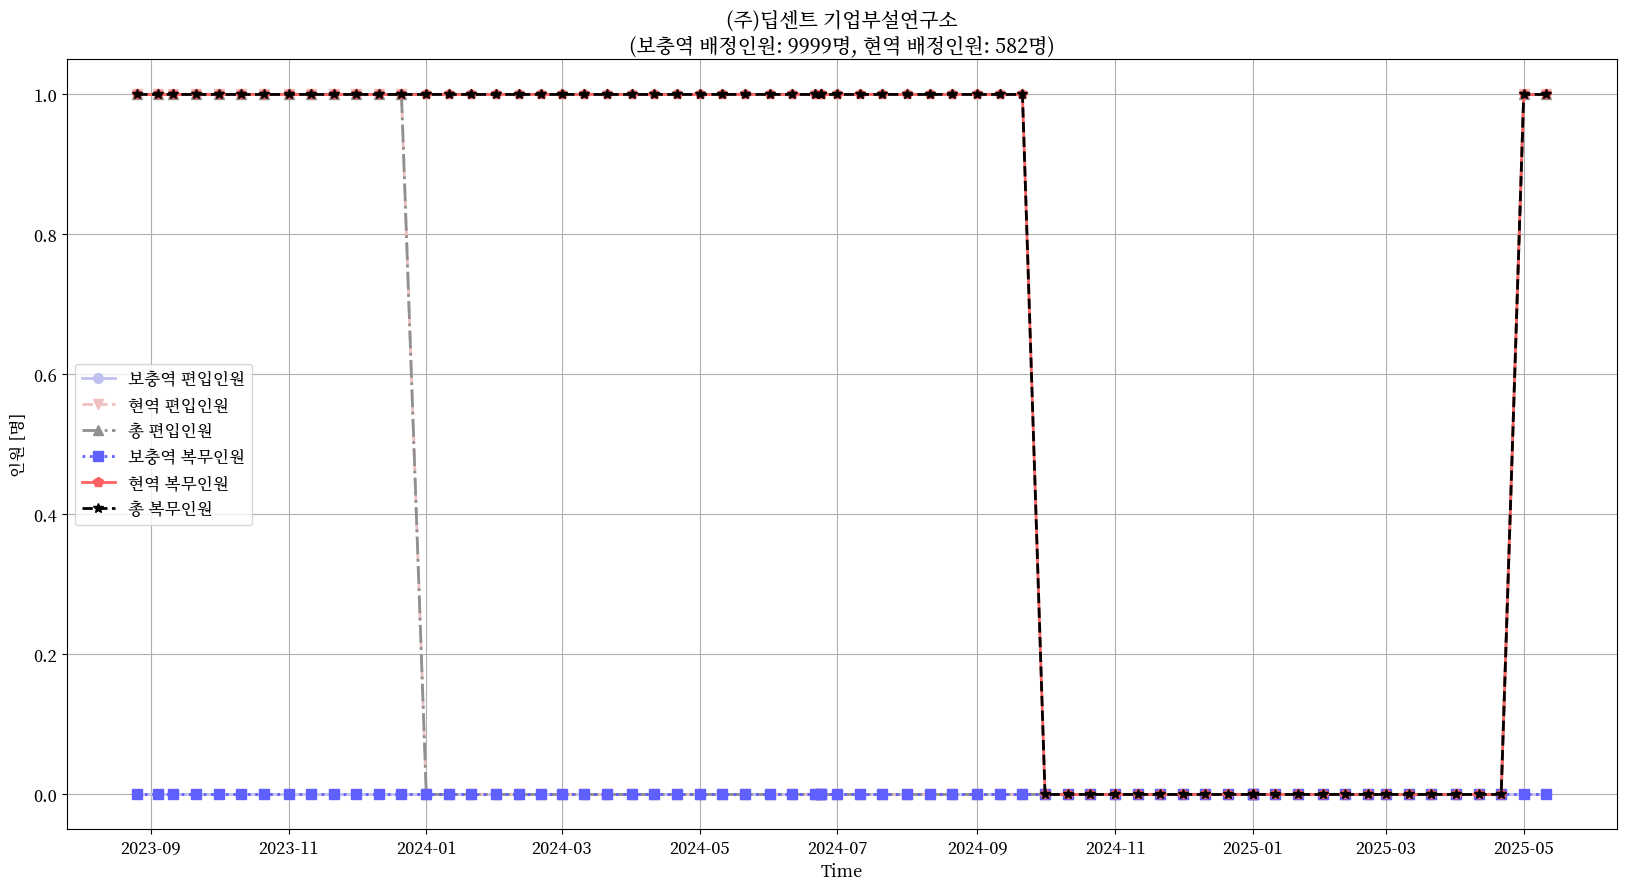 (주)딥센트 기업부설연구소
(보충역 배정인원: 9999명, 현역 배정인원: 582명)
인원 [명]
1.0
0.8
0.6
0.4
0.2
0.0
보충역 편입인원
현역 편입인원
총 편입인원
보충역 복무인원
현역 복무인원
총 복무인원
2023-09 2023-11 2024-01 2024-03 2024-05 2024-07 2024-09 2024-11 2025-01 2025-03 2025-05
Time